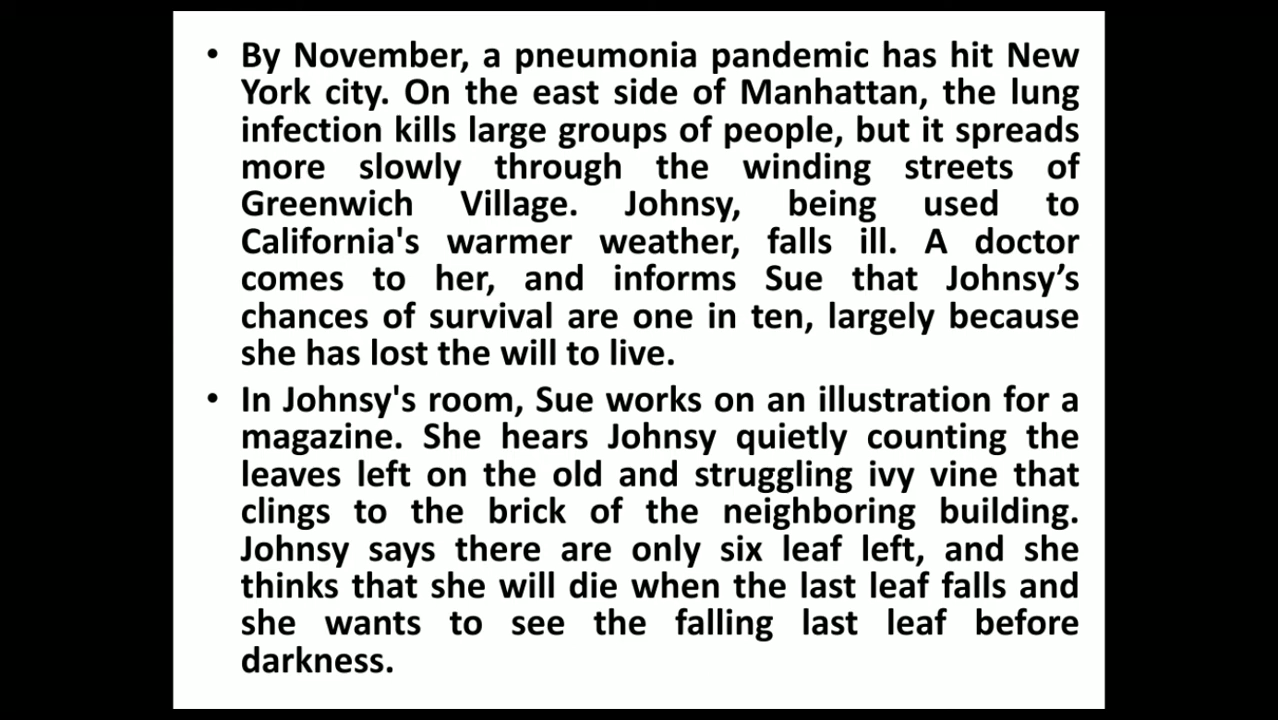 • By November, a pneumonia pandemic has hit New
York city. On the east side of Manhattan, the lung
infection kills large groups of people, but it spreads
more slowly through the winding streets of
Greenwich Village. Johnsy, being used to
California's warmer weather, falls ill. A doctor
comes to her, and informs Sue that Johnsy’s
chances of survival are one in ten, largely because
she has lost the will to live.
• In Johnsy's room, Sue works on an illustration for a
magazine. She hears Johnsy quietly counting the
leaves left on the old and struggling ivy vine that
clings to the brick of the neighboring building.
Johnsy says there are only six leaf left, and she
thinks that she will die when the last leaf falls and
she wants to see the falling last leaf before
darkness.